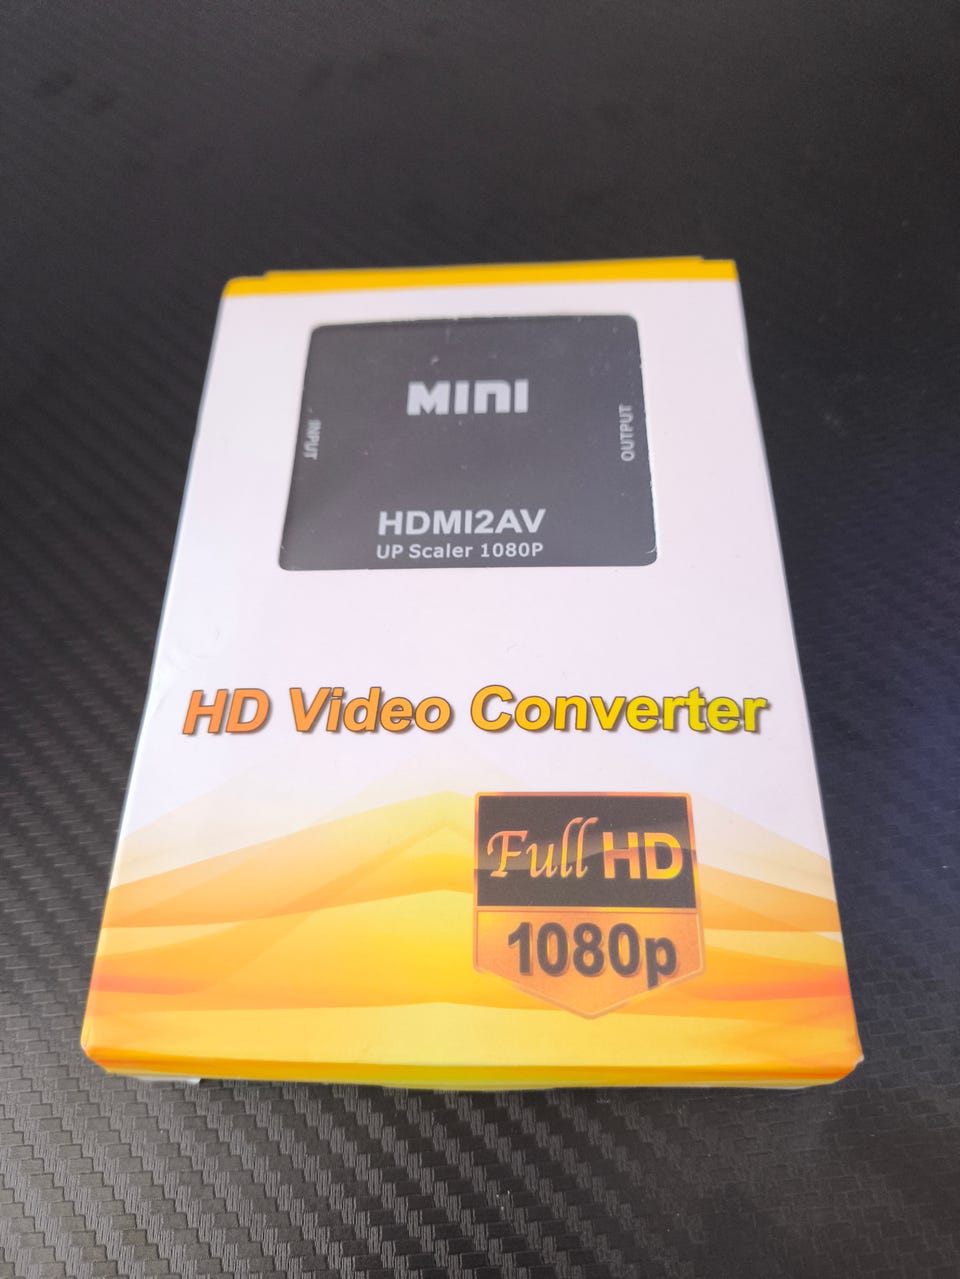 MINI
INPUT
OUTPUT
HDMI2AV
UP Scaler 1080P
HD Video Converter
Full HD
1080p